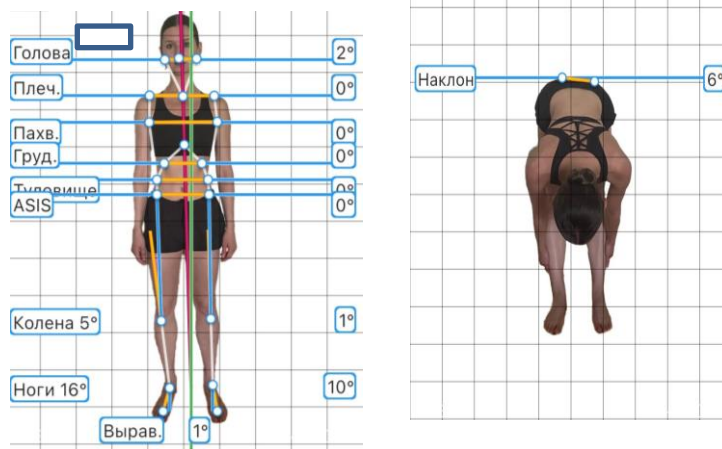 Голова 2°
Плеч. 0°
Пахв. 0°
Груд. 0°
Туловище 0°
ASIS 0°
Колена 5° 1°
Ноги 16° 10°
Вырав. 1°
Наклон 6°